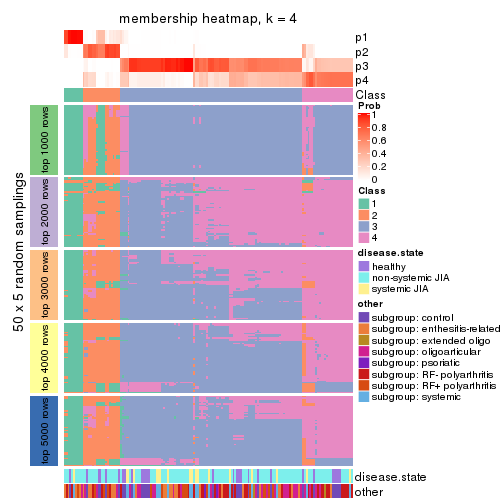 membership heatmap, k = 4
p1
p2
p3
p4
Class
50 x 5 random samplings
top 1000 rows
top 2000 rows
top 3000 rows
top 4000 rows
top 5000 rows
Prob
1
0.8
0.6
0.4
0.2
0
Class
1
2
3
4
disease.state
healthy
non-systemic JIA
systemic JIA
other
subgroup: control
subgroup: enthesitis-related
subgroup: extended oligo
subgroup: oligoarticular
subgroup: psoriatic
subgroup: RF- polyarthritis
subgroup: RF+ polyarthritis
subgroup: systemic
disease.state
other